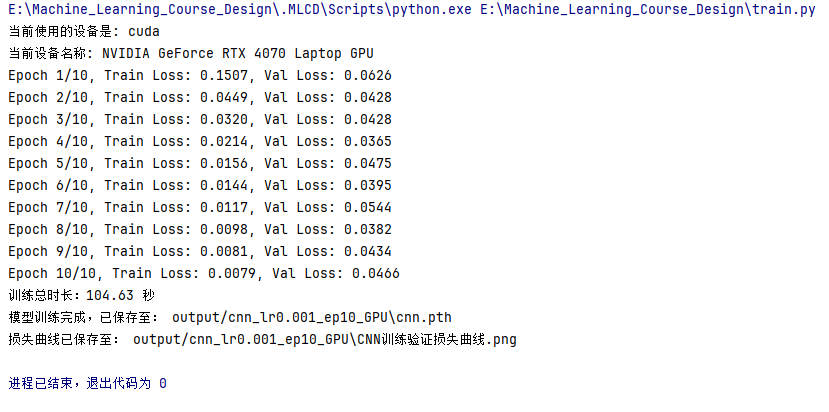 E:\Machine_Learning_Course_Design\.MLCD\Scripts\python.exe E:\Machine_Learning_Course_Design\train.py
当前使用的设备是: cuda
当前设备名称: NVIDIA GeForce RTX 4070 Laptop GPU
Epoch 1/10, Train Loss: 0.1507, Val Loss: 0.0626
Epoch 2/10, Train Loss: 0.0449, Val Loss: 0.0428
Epoch 3/10, Train Loss: 0.0320, Val Loss: 0.0428
Epoch 4/10, Train Loss: 0.0214, Val Loss: 0.0365
Epoch 5/10, Train Loss: 0.0156, Val Loss: 0.0475
Epoch 6/10, Train Loss: 0.0144, Val Loss: 0.0395
Epoch 7/10, Train Loss: 0.0117, Val Loss: 0.0544
Epoch 8/10, Train Loss: 0.0098, Val Loss: 0.0382
Epoch 9/10, Train Loss: 0.0081, Val Loss: 0.0434
Epoch 10/10, Train Loss: 0.0079, Val Loss: 0.0466
训练总时长：104.63 秒
模型训练完成，已保存至： output/cnn_lr0.001_ep10_GPU\cnn.pth
损失曲线已保存至： output/cnn_lr0.001_ep10_GPU\CNN训练验证损失曲线.png
进程已结束，退出代码为 0